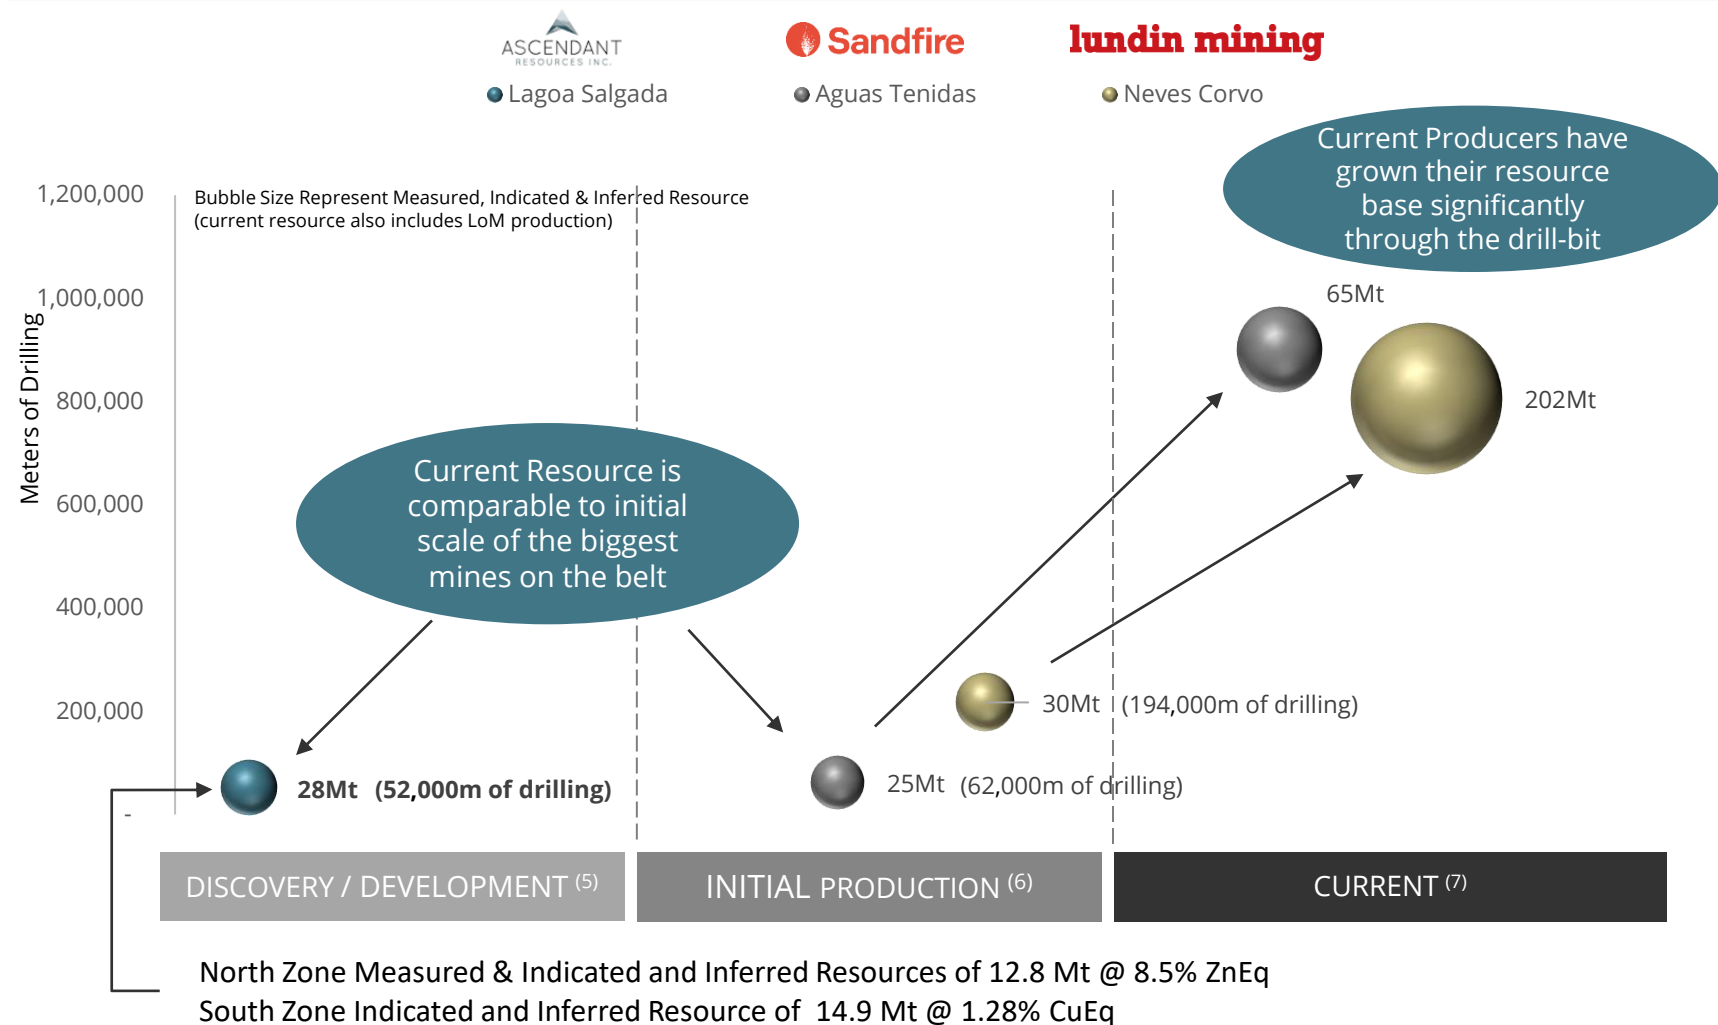 ASCENDANT
RESOURCES INC.
Sandfire
lundin mining
Lagoa Salgada
Aguas Tenidas
Neves Corvo
Current Producers have
grown their resource
base significantly
through the drill-bit
Bubble Size Represent Measured, Indicated & Inferred Resource
(current resource also includes LoM production)
Meters of Drilling
1,200,000
1,000,000
800,000
600,000
400,000
200,000
-
65Mt
202Mt
Current Resource is
comparable to initial
scale of the biggest
mines on the belt
30Mt (194,000m of drilling)
28Mt (52,000m of drilling)
25Mt (62,000m of drilling)
DISCOVERY / DEVELOPMENT (5)
INITIAL PRODUCTION (6)
CURRENT (7)
North Zone Measured & Indicated and Inferred Resources of 12.8 Mt @ 8.5% ZnEq
South Zone Indicated and Inferred Resource of 14.9 Mt @ 1.28% CuEq